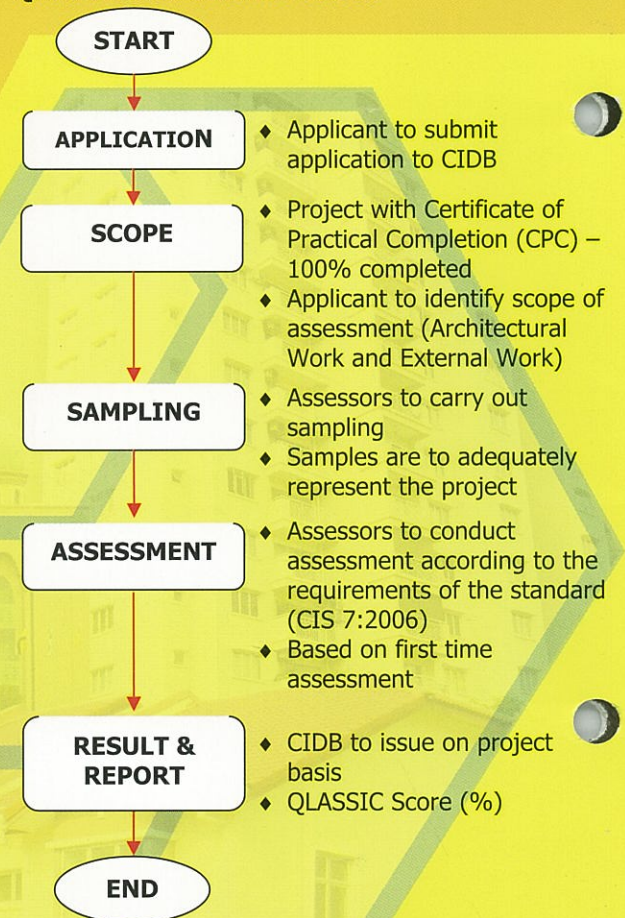 START
APPLICATION
♦ Applicant to submit
application to CIDB
SCOPE
♦ Project with Certificate of
Practical Completion (CPC) –
100% completed
♦ Applicant to identify scope of
assessment (Architectural
Work and External Work)
SAMPLING
♦ Assessors to carry out
sampling
♦ Samples are to adequately
represent the project
ASSESSMENT
♦ Assessors to conduct
assessment according to the
requirements of the standard
(CIS 7:2006)
♦ Based on first time
assessment
RESULT &
REPORT
♦ CIDB to issue on project
basis
♦ QLASSIC Score (%)
END